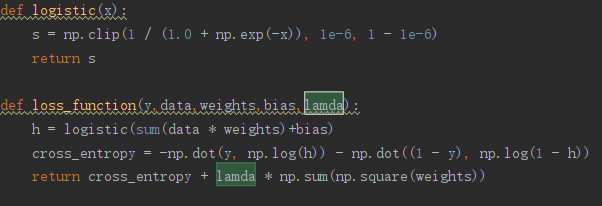 def logistic(x):
s = np.clip(1 / (1.0 + np.exp(-x)), 1e-6, 1 - 1e-6)
return s
def loss_function(y,data,weights,bias,lamda):
h = logistic(sum(data * weights)+bias)
cross_entropy = -np.dot(y, np.log(h)) - np.dot((1 - y), np.log(1 - h))
return cross_entropy + lamda * np.sum(np.square(weights))